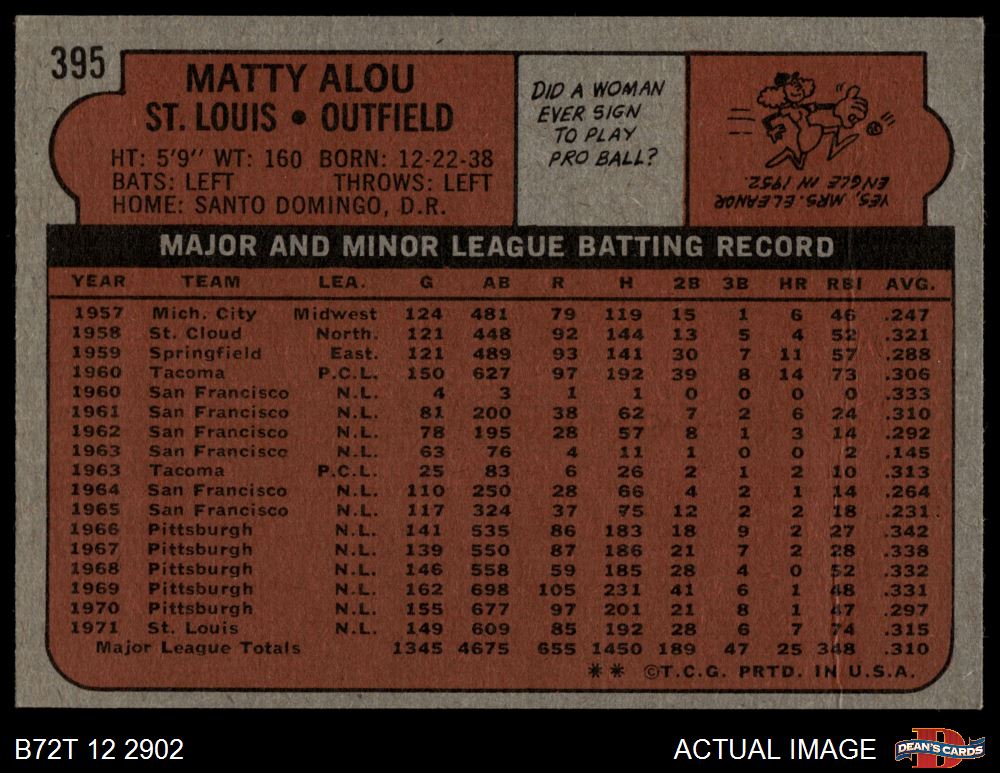 395
MATTY ALOU
ST. LOUIS • OUTFIELD
HT: 5'9" WT: 160 BORN: 12-22-38
BATS: LEFT THROWS: LEFT
HOME: SANTO DOMINGO, D.R.
DID A WOMAN
EVER SIGN
TO PLAY
PRO BALL?
YES, MRS. ELEANOR
ENGLE IN 1952.
MAJOR AND MINOR LEAGUE BATTING RECORD
YEAR TEAM LEA. G AB R H 2B 3B HR RBI AVG.
1957 Mich. City Midwest 124 481 79 119 15 1 6 46 .247
1958 St. Cloud North. 121 448 92 144 13 5 4 52 .321
1959 Springfield East. 121 489 93 141 30 7 11 57 .288
1960 Tacoma P.C.L. 150 627 97 192 39 8 14 73 .306
1960 San Francisco N.L. 4 3 1 1 0 0 0 0 .333
1961 San Francisco N.L. 81 200 38 62 7 2 6 24 .310
1962 San Francisco N.L. 78 195 28 57 8 1 3 14 .292
1963 San Francisco N.L. 63 76 4 11 1 0 0 2 .145
1963 Tacoma P.C.L. 25 83 6 26 2 1 2 10 .313
1964 San Francisco N.L. 110 250 28 66 4 2 1 14 .264
1965 San Francisco N.L. 117 324 37 75 12 2 2 18 .231
1966 Pittsburgh N.L. 141 535 86 183 18 9 2 27 .342
1967 Pittsburgh N.L. 139 550 87 186 21 7 2 28 .338
1968 Pittsburgh N.L. 146 558 59 185 28 4 0 52 .332
1969 Pittsburgh N.L. 162 698 105 231 41 6 1 48 .331
1970 Pittsburgh N.L. 155 677 97 201 21 8 1 47 .297
1971 St. Louis N.L. 149 609 85 192 28 6 7 74 .315
Major League Totals 1345 4675 655 1450 189 47 25 348 .310
** ©T.C.G. PRTD. IN U.S.A.
B72T 12 2902
ACTUAL IMAGE
D
DEAN'S CARDS